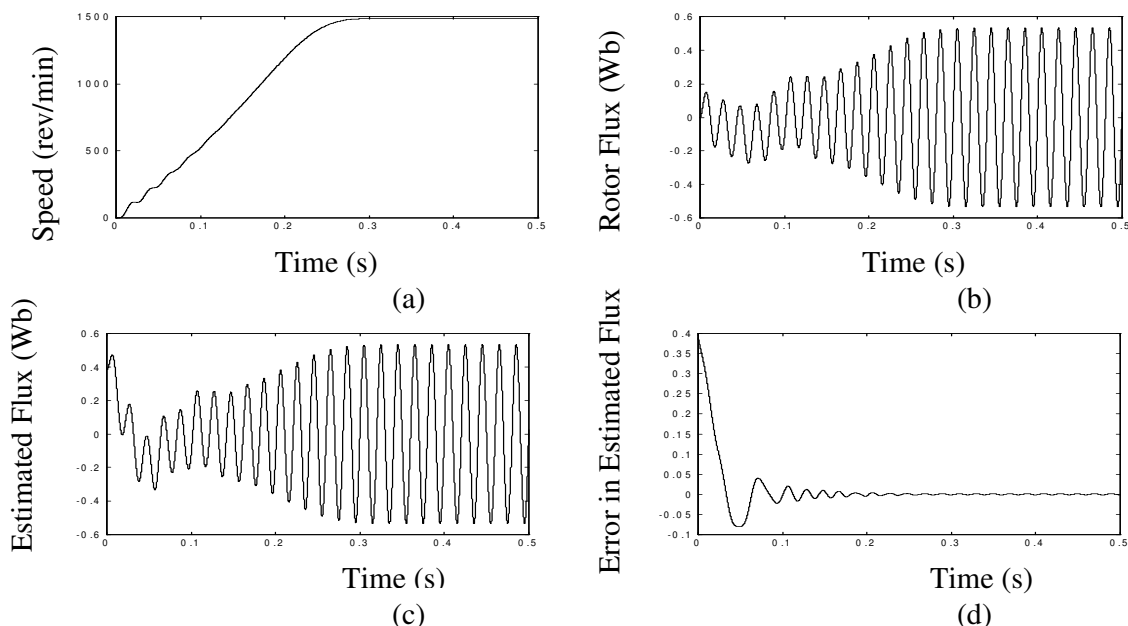 Speed (rev/min)
1500
1000
500
0
0 0.1 0.2 0.3 0.4 0.5
Time (s)
(a)
Rotor Flux (Wb)
0.6
0.4
0.2
0
-0.2
-0.4
-0.6
0 0.1 0.2 0.3 0.4 0.5
Time (s)
(b)
Estimated Flux (Wb)
0.6
0.4
0.2
0
-0.2
-0.4
-0.6
0 0.1 0.2 0.3 0.4 0.5
Time (s)
(c)
Error in Estimated Flux
0.4
0.35
0.3
0.25
0.2
0.15
0.1
0.05
0
-0.05
-0.1
0 0.1 0.2 0.3 0.4 0.5
Time (s)
(d)